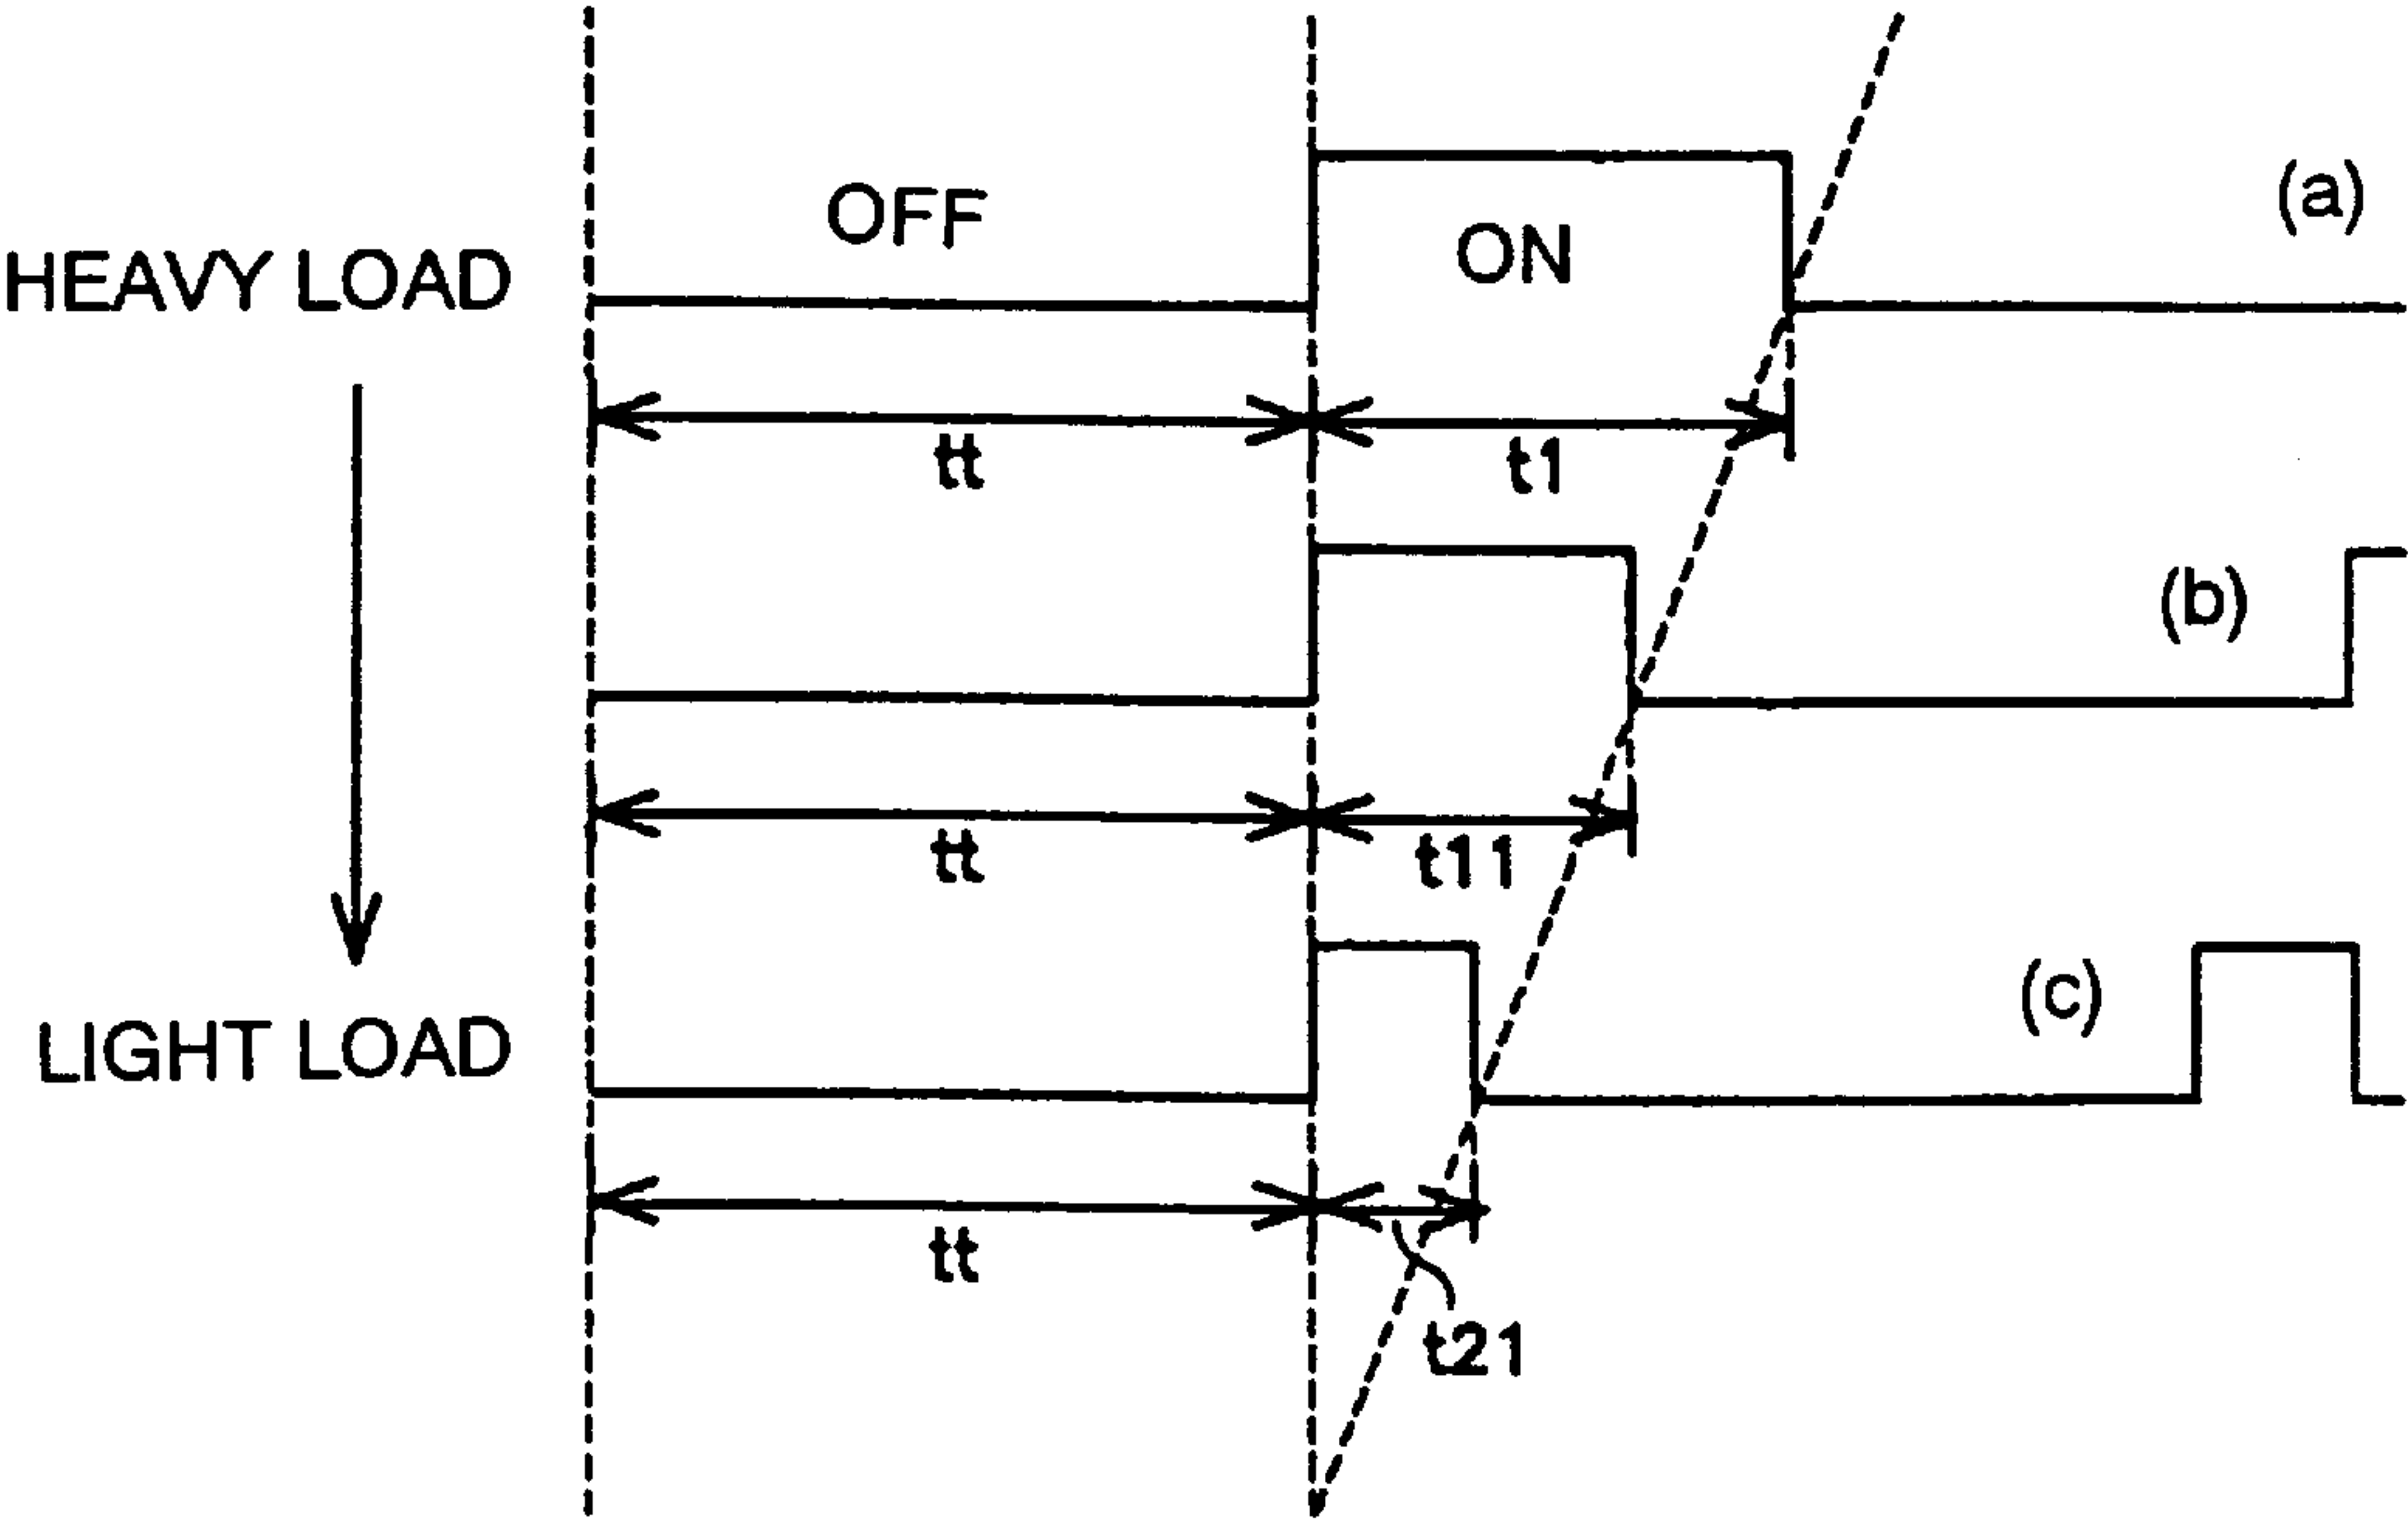 OFF
(a)
HEAVY LOAD
ON
tt
t1
(b)
tt
t11
(c)
LIGHT LOAD
tt
t21